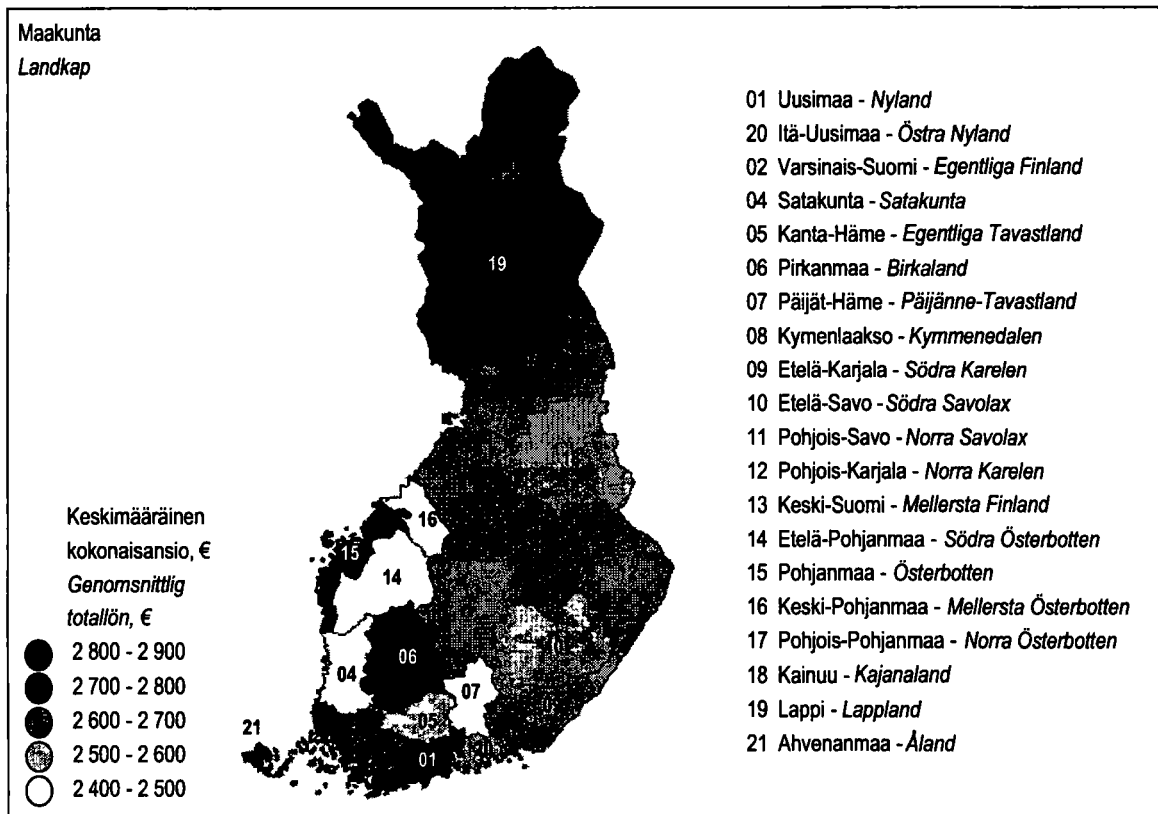 Maakunta
Landkap
01 Uusimaa - Nyland
20 Itä-Uusimaa - Östra Nyland
02 Varsinais-Suomi - Egentliga Finland
04 Satakunta - Satakunta
05 Kanta-Häme - Egentliga Tavastland
06 Pirkanmaa - Birkaland
07 Päijät-Häme - Päijänne-Tavastland
08 Kymenlaakso - Kymmenedalen
09 Etelä-Karjala - Södra Karelen
10 Etelä-Savo - Södra Savolax
11 Pohjois-Savo - Norra Savolax
12 Pohjois-Karjala - Norra Karelen
13 Keski-Suomi - Mellersta Finland
14 Etelä-Pohjanmaa - Södra Österbotten
15 Pohjanmaa - Österbotten
16 Keski-Pohjanmaa - Mellersta Österbotten
17 Pohjois-Pohjanmaa - Norra Österbotten
18 Kainuu - Kajanaland
19 Lappi - Lappland
21 Ahvenanmaa - Åland
19
16
15
14
06
04
07
05
21
01
Keskimääräinen
kokonaisansio, €
Genomsnittlig
totallön, €
2 800 - 2 900
2 700 - 2 800
2 600 - 2 700
2 500 - 2 600
2 400 - 2 500